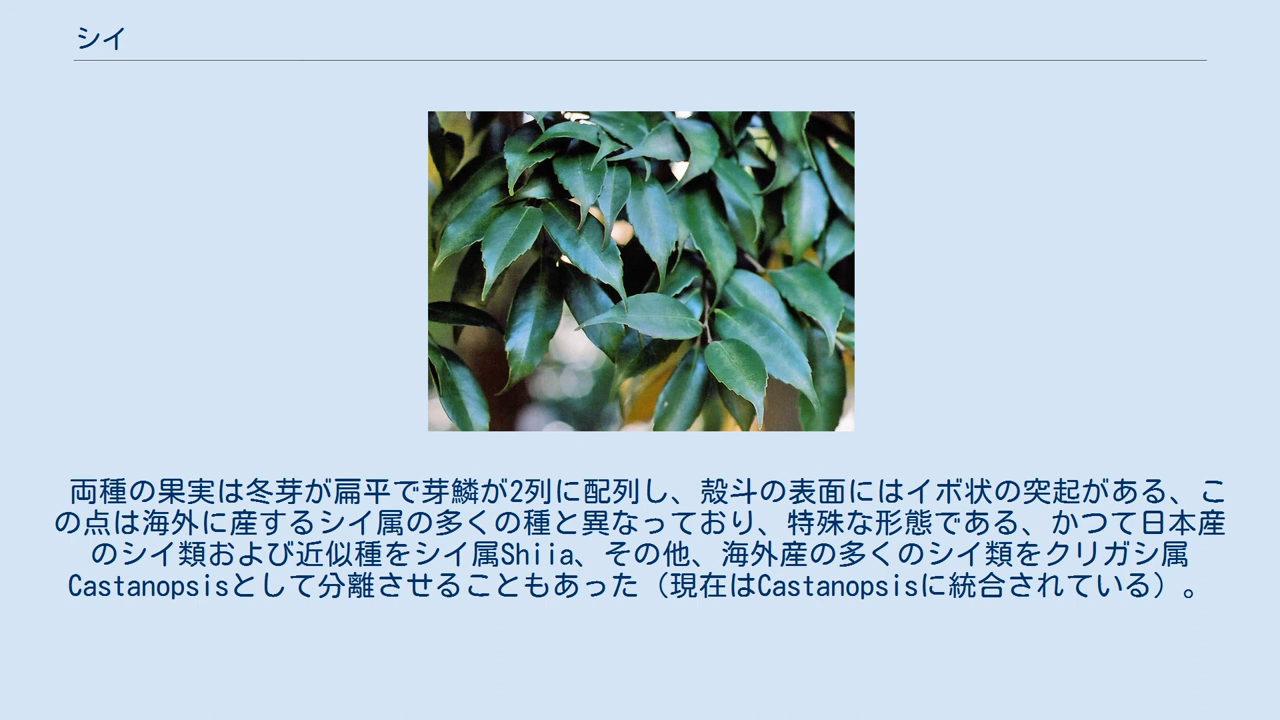 シイ
両種の果実は冬芽が扁平で芽鱗が2列に配列し、殻斗の表面にはイボ状の突起がある、こ
の点は海外に産するシイ属の多くの種と異なっており、特殊な形態である、かつて日本産
のシイ類および近似種をシイ属Shiia、その他、海外産の多くのシイ類をクリガシ属
Castanopsisとして分離させることもあった（現在はCastanopsisに統合されている）。